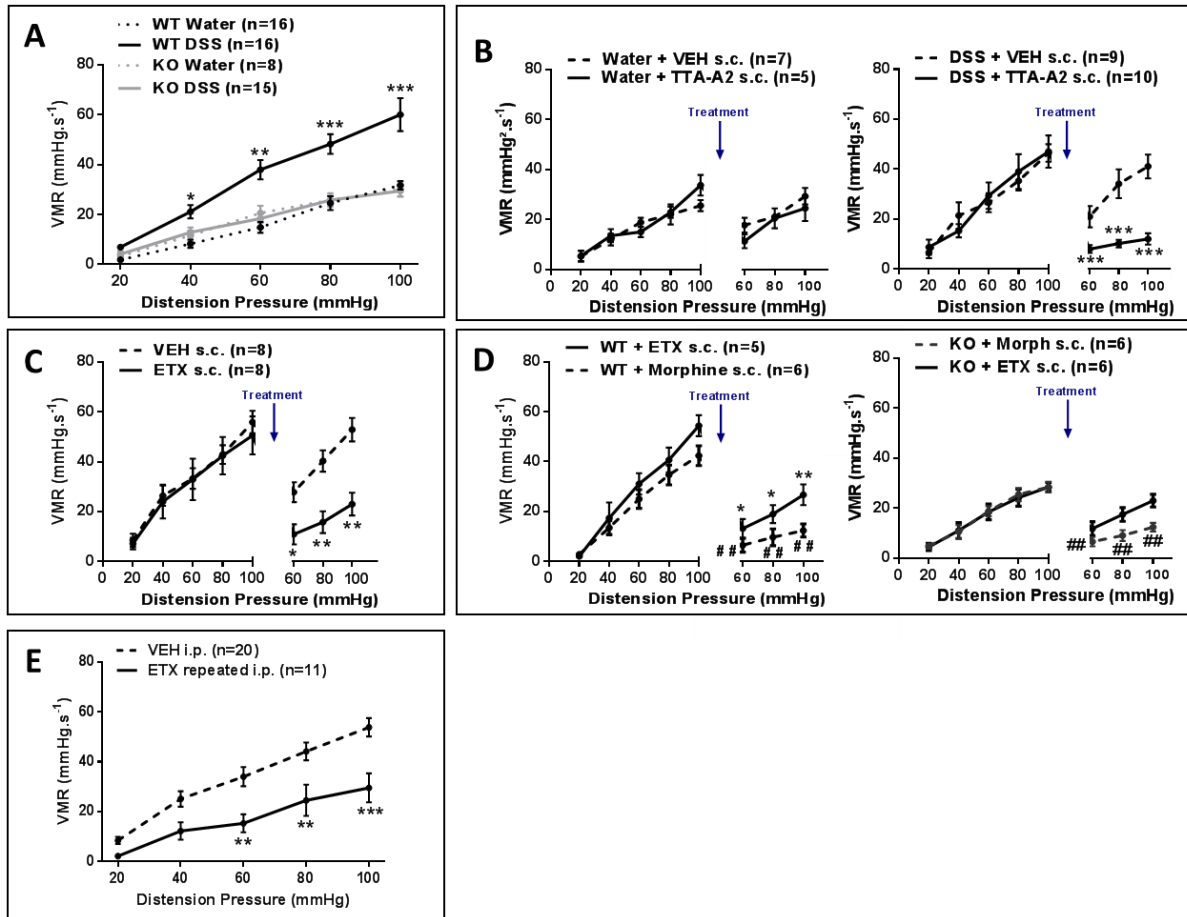 A
WT Water (n=16)
WT DSS (n=16)
KO Water (n=8)
KO DSS (n=15)
VMR (mmHg.s⁻¹)
80
60
40
20
0
*
**
***
***
20 40 60 80 100
Distension Pressure (mmHg)
B
Water + VEH s.c. (n=7)
Water + TTA-A2 s.c. (n=5)
Treatment
VMR (mmHg².s⁻¹)
80
60
40
20
0
0 20 40 60 80 100 60 80 100
Distension Pressure (mmHg)
DSS + VEH s.c. (n=9)
DSS + TTA-A2 s.c. (n=10)
Treatment
VMR (mmHg.s⁻¹)
80
60
40
20
0
***
***
***
0 20 40 60 80 100 60 80 100
Distension Pressure (mmHg)
C
VEH s.c. (n=8)
ETX s.c. (n=8)
Treatment
VMR (mmHg.s⁻¹)
80
60
40
20
0
*
**
**
0 20 40 60 80 100 60 80 100
Distension Pressure (mmHg)
D
WT + ETX s.c. (n=5)
WT + Morphine s.c. (n=6)
Treatment
VMR (mmHg.s⁻¹)
80
60
40
20
0
*
*
**
## ## ##
0 20 40 60 80 100 60 80 100
Distension Pressure (mmHg)
KO + Morph s.c. (n=6)
KO + ETX s.c. (n=6)
Treatment
VMR (mmHg.s⁻¹)
80
60
40
20
0
## ## ##
0 20 40 60 80 100 60 80 100
Distension Pressure (mmHg)
E
VEH i.p. (n=20)
ETX repeated i.p. (n=11)
VMR (mmHg.s⁻¹)
80
60
40
20
0
**
**
***
20 40 60 80 100
Distension Pressure (mmHg)